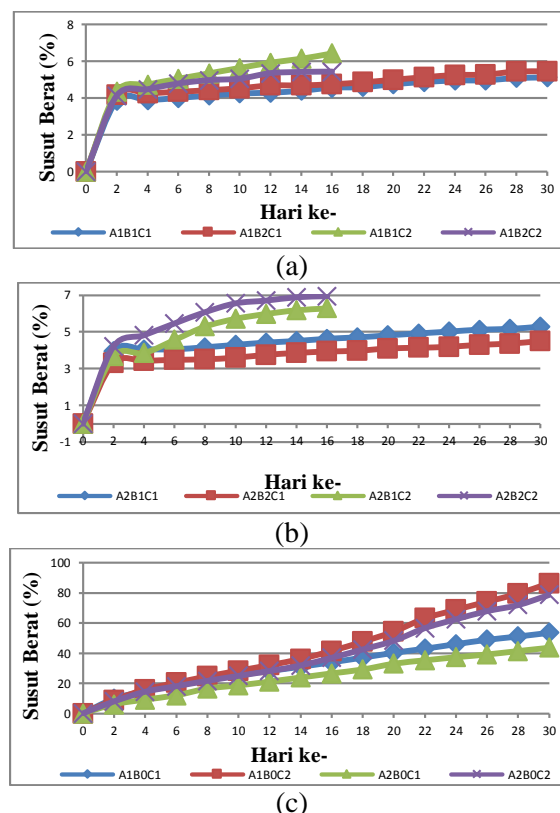 Susut Berat (%)
8
6
4
2
0
0 2 4 6 8 10 12 14 16 18 20 22 24 26 28 30
Hari ke-
A1B1C1 A1B2C1 A1B1C2 A1B2C2
(a)
Susut Berat (%)
7
5
3
1
-1
0 2 4 6 8 10 12 14 16 18 20 22 24 26 28 30
Hari ke-
A2B1C1 A2B2C1 A2B1C2 A2B2C2
(b)
Susut Berat (%)
100
80
60
40
20
0
0 2 4 6 8 10 12 14 16 18 20 22 24 26 28 30
Hari ke-
A1B0C1 A1B0C2 A2B0C1 A2B0C2
(c)